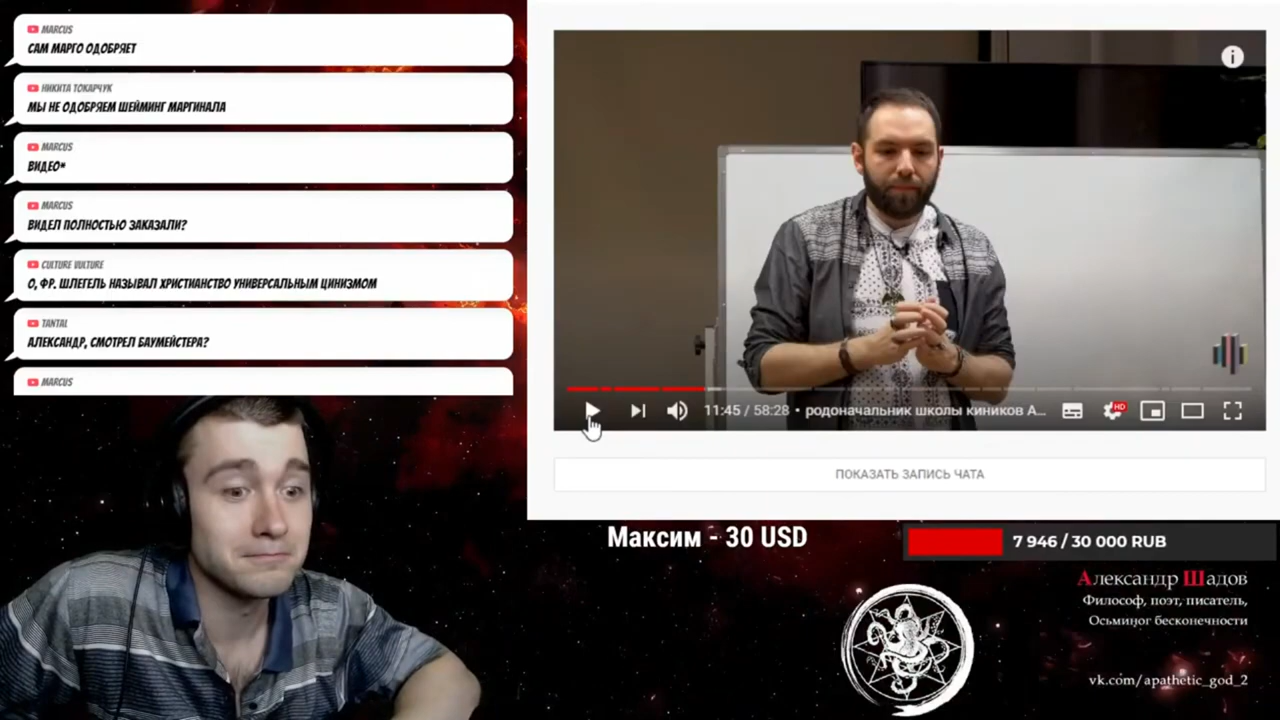 MARCUS
САМ МАРГО ОДОБРЯЕТ
НИКИТА ТОКАРЧУК
МЫ НЕ ОДОБРЯЕМ ШЕЙМИНГ МАРГИНАЛА
MARCUS
ВИДЕО*
MARCUS
ВИДЕЛ ПОЛНОСТЬЮ ЗАКАЗАЛИ?
CULTURE VULTURE
О, ФР. ШЛЕГЕЛЬ НАЗЫВАЛ ХРИСТИАНСТВО УНИВЕРСАЛЬНЫМ ЦИНИЗМОМ
TANTAL
АЛЕКСАНДР, СМОТРЕЛ БАУМЕЙСТЕРА?
MARCUS
11:45 / 58:28 • родоначальник школы киников А...
HD
ПОКАЗАТЬ ЗАПИСЬ ЧАТА
Максим - 30 USD
7 946 / 30 000 RUB
Александр Шадов
Философ, поэт, писатель,
Осьминог бесконечности
vk.com/apathetic_god_2